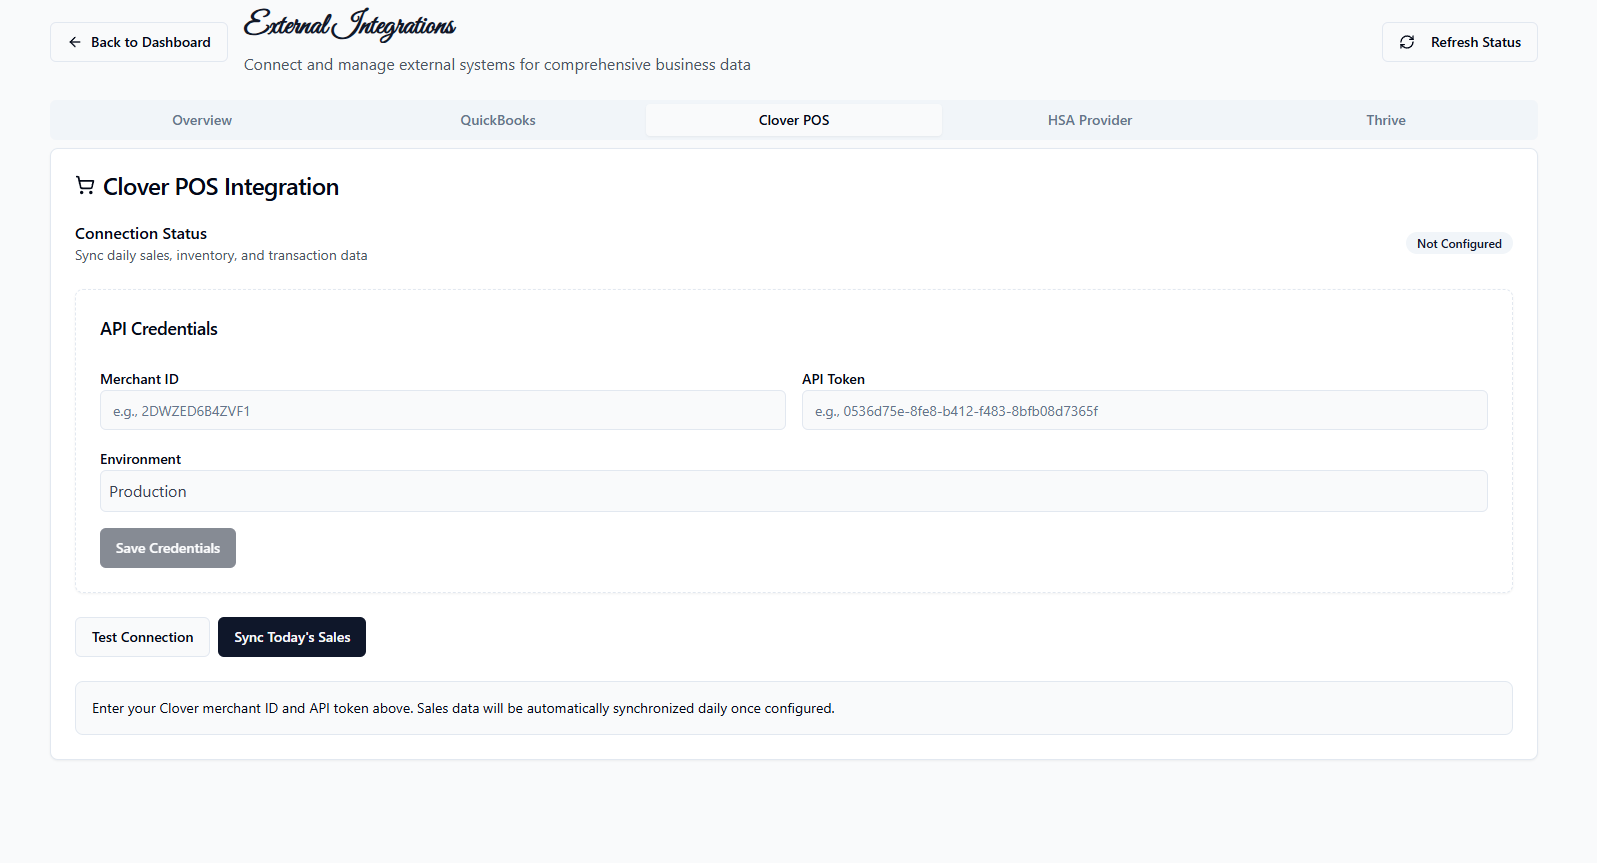 Back to Dashboard
External Integrations
Connect and manage external systems for comprehensive business data
Refresh Status
Overview
QuickBooks
Clover POS
HSA Provider
Thrive
Clover POS Integration
Connection Status
Sync daily sales, inventory, and transaction data
Not Configured
API Credentials
Merchant ID
e.g., 2DWZED6B4ZVF1
API Token
e.g., 0536d75e-8fe8-b412-f483-8bfb08d7365f
Environment
Production
Save Credentials
Test Connection
Sync Today's Sales
Enter your Clover merchant ID and API token above. Sales data will be automatically synchronized daily once configured.